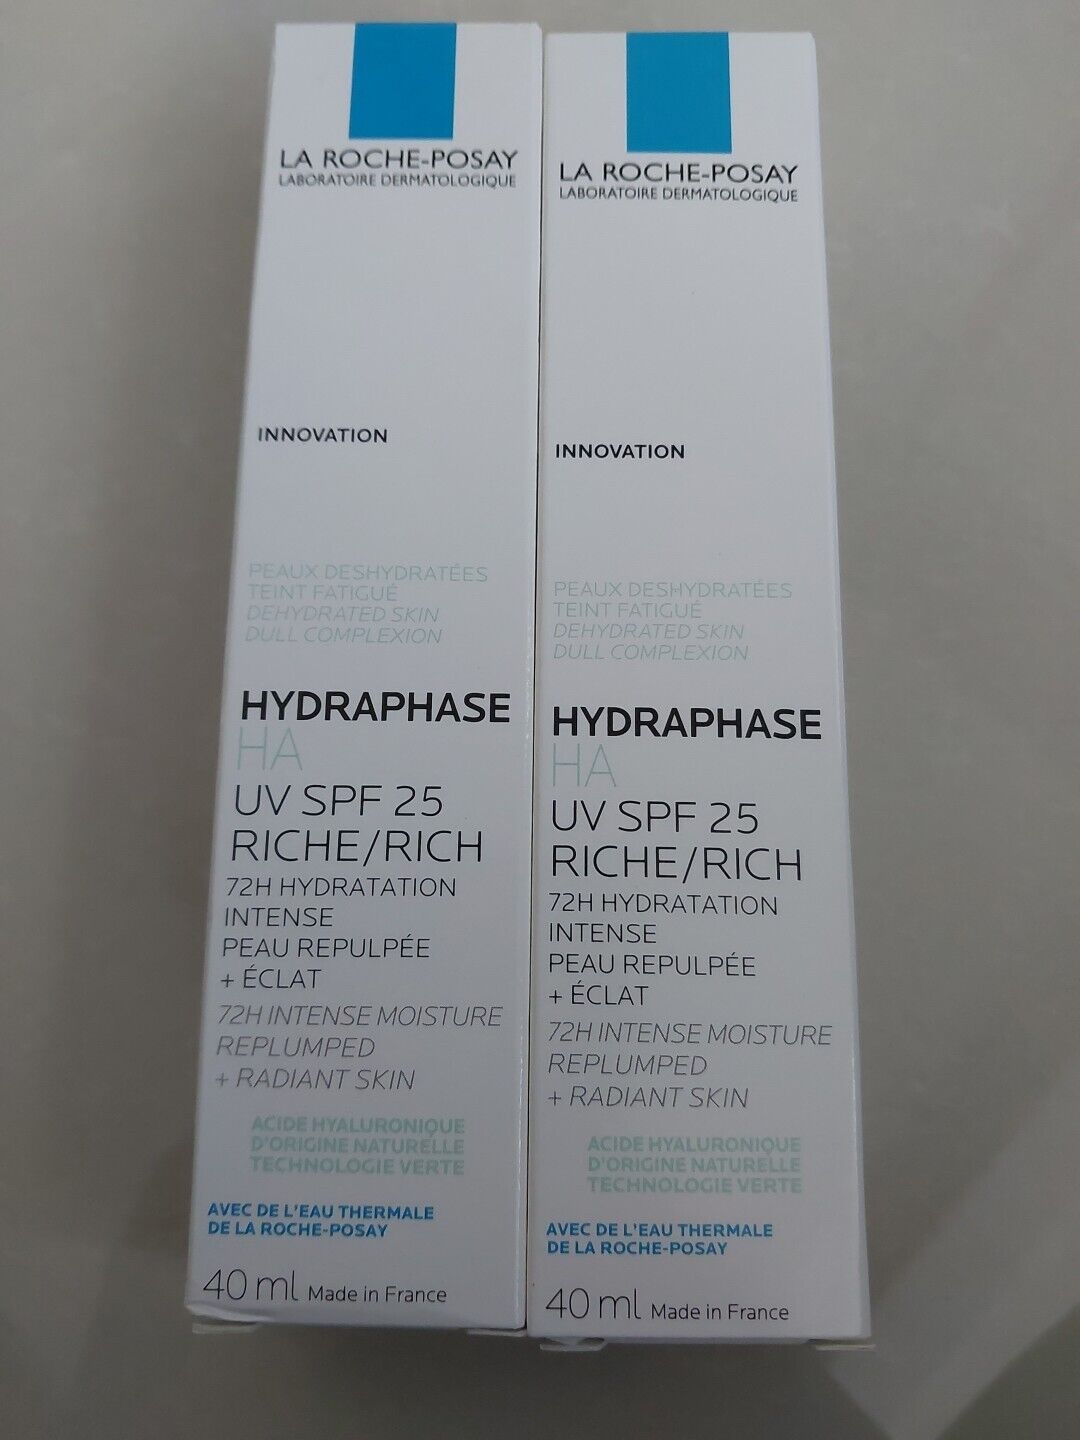 LA ROCHE-POSAY
LABORATOIRE DERMATOLOGIQUE
INNOVATION
PEAUX DESHYDRATÉES
TEINT FATIGUÉ
DEHYDRATED SKIN
DULL COMPLEXION
HYDRAPHASE
HA
UV SPF 25
RICHE/RICH
72H HYDRATATION
INTENSE
PEAU REPULPÉE
+ ÉCLAT
72H INTENSE MOISTURE
REPLUMPED
+ RADIANT SKIN
ACIDE HYALURONIQUE
D'ORIGINE NATURELLE
TECHNOLOGIE VERTE
AVEC DE L'EAU THERMALE
DE LA ROCHE-POSAY
40 ml Made in France
LA ROCHE-POSAY
LABORATOIRE DERMATOLOGIQUE
INNOVATION
PEAUX DESHYDRATÉES
TEINT FATIGUÉ
DEHYDRATED SKIN
DULL COMPLEXION
HYDRAPHASE
HA
UV SPF 25
RICHE/RICH
72H HYDRATATION
INTENSE
PEAU REPULPÉE
+ ÉCLAT
72H INTENSE MOISTURE
REPLUMPED
+ RADIANT SKIN
ACIDE HYALURONIQUE
D'ORIGINE NATURELLE
TECHNOLOGIE VERTE
AVEC DE L'EAU THERMALE
DE LA ROCHE-POSAY
40 ml Made in France